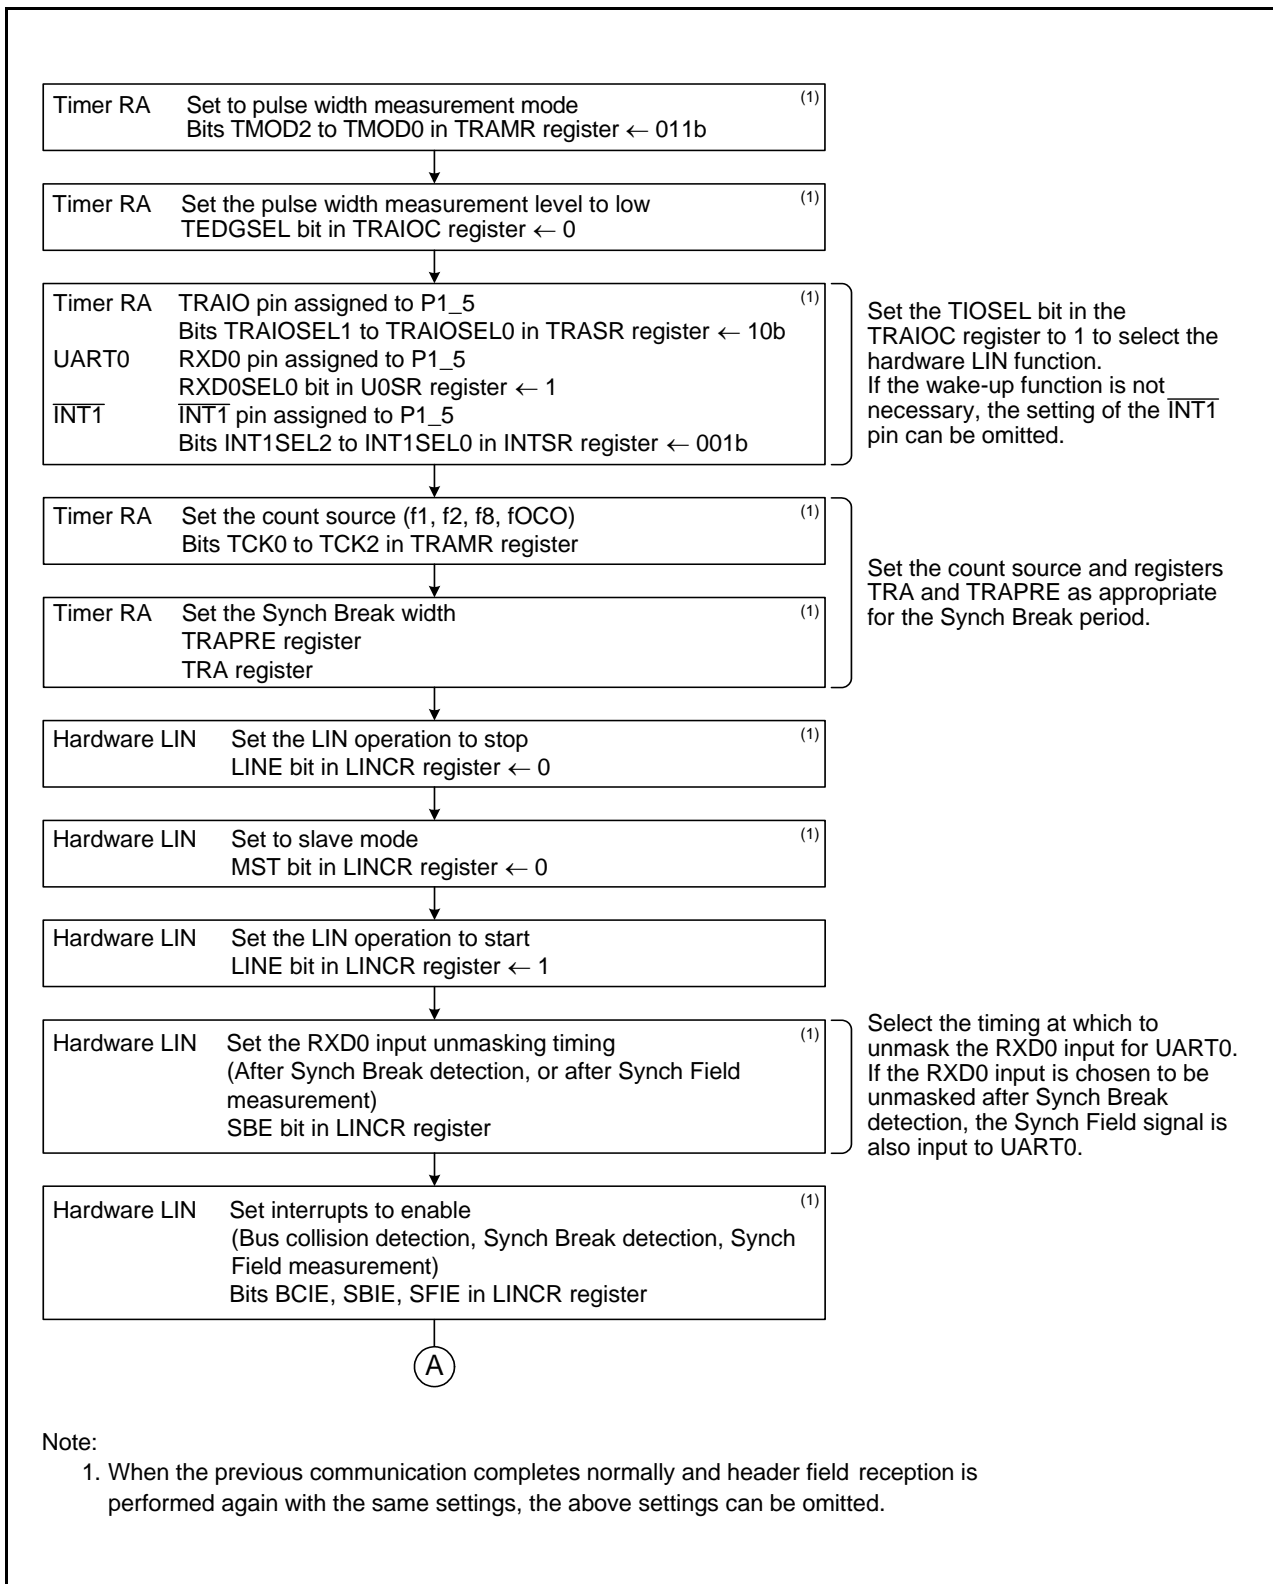 Timer RA Set to pulse width measurement mode (1)
Bits TMOD2 to TMOD0 in TRAMR register ← 011b
Timer RA Set the pulse width measurement level to low (1)
TEDGSEL bit in TRAIOC register ← 0
Timer RA TRAIO pin assigned to P1_5 (1)
Bits TRAIOSEL1 to TRAIOSEL0 in TRASR register ← 10b
UART0 RXD0 pin assigned to P1_5
RXD0SEL0 bit in U0SR register ← 1
INT1 INT1 pin assigned to P1_5
Bits INT1SEL2 to INT1SEL0 in INTSR register ← 001b
Set the TIOSEL bit in the
TRAIOC register to 1 to select the
hardware LIN function.
If the wake-up function is not
necessary, the setting of the INT1
pin can be omitted.
Timer RA Set the count source (f1, f2, f8, fOCO) (1)
Bits TCK0 to TCK2 in TRAMR register
Timer RA Set the Synch Break width (1)
TRAPRE register
TRA register
Set the count source and registers
TRA and TRAPRE as appropriate
for the Synch Break period.
Hardware LIN Set the LIN operation to stop (1)
LINE bit in LINCR register ← 0
Hardware LIN Set to slave mode (1)
MST bit in LINCR register ← 0
Hardware LIN Set the LIN operation to start
LINE bit in LINCR register ← 1
Hardware LIN Set the RXD0 input unmasking timing (1)
(After Synch Break detection, or after Synch Field
measurement)
SBE bit in LINCR register
Select the timing at which to
unmask the RXD0 input for UART0.
If the RXD0 input is chosen to be
unmasked after Synch Break
detection, the Synch Field signal is
also input to UART0.
Hardware LIN Set interrupts to enable (1)
(Bus collision detection, Synch Break detection, Synch
Field measurement)
Bits BCIE, SBIE, SFIE in LINCR register
A
Note:
1. When the previous communication completes normally and header field reception is
performed again with the same settings, the above settings can be omitted.